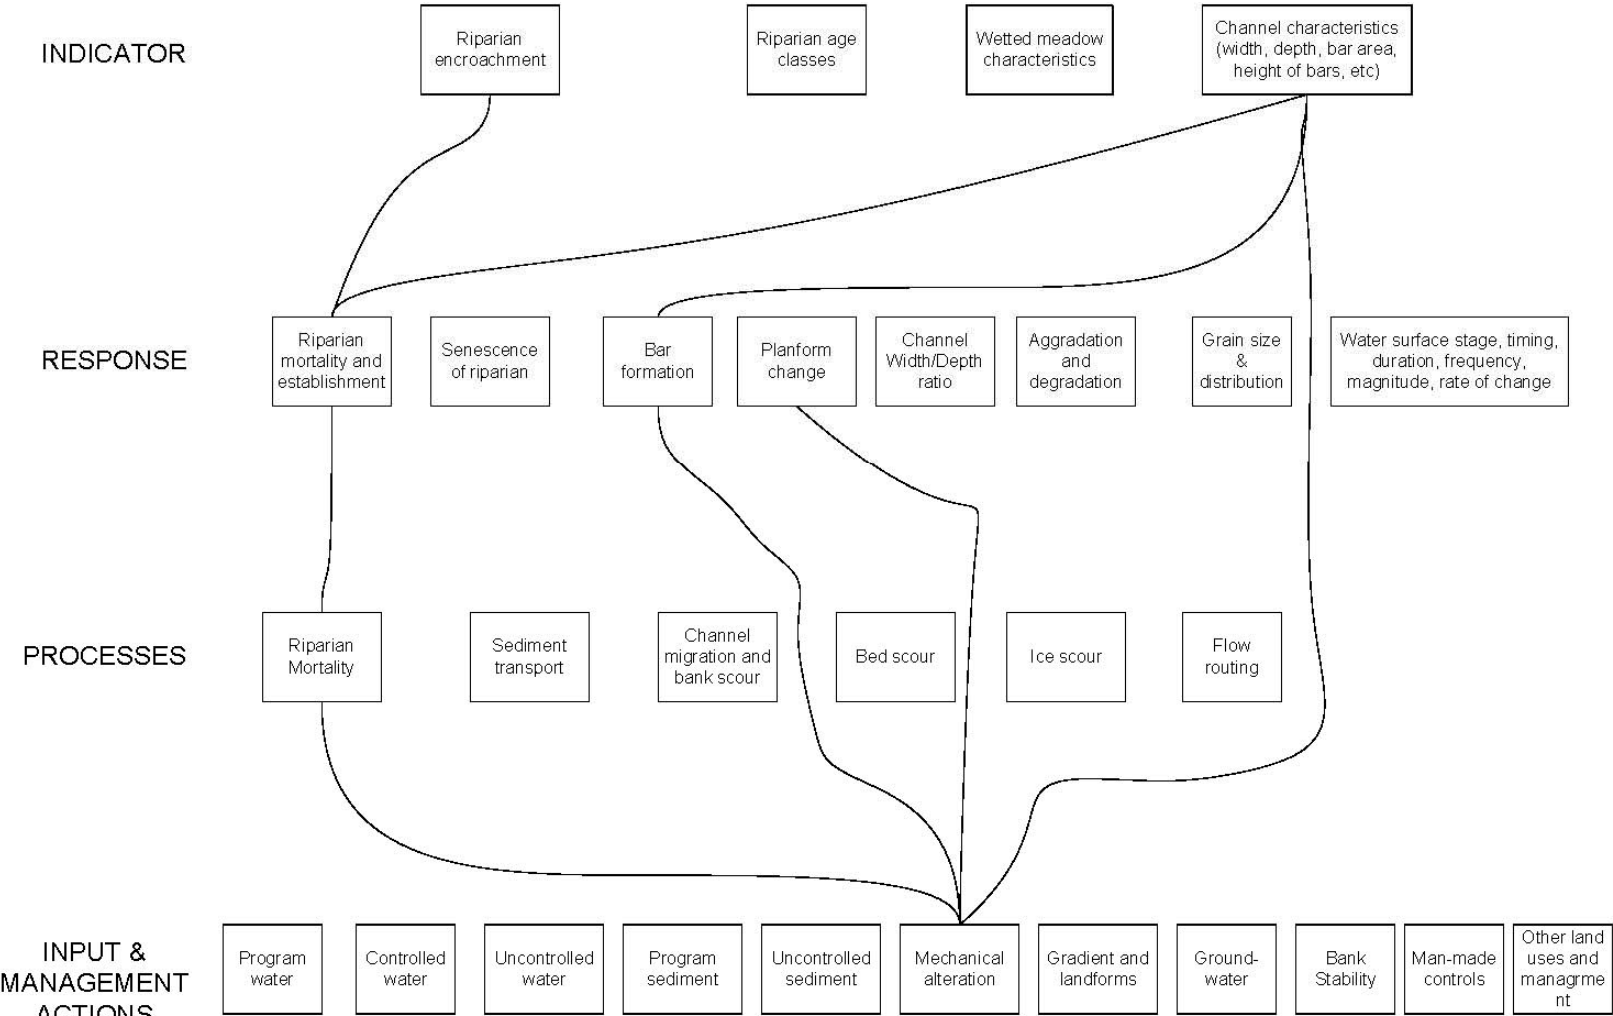 INDICATOR
Riparian
encroachment
Riparian age
classes
Wetted meadow
characteristics
Channel characteristics
(width, depth, bar area,
height of bars, etc)
RESPONSE
Riparian
mortality and
establishment
Senescence
of riparian
Bar
formation
Planform
change
Channel
Width/Depth
ratio
Aggradation
and
degradation
Grain size
&
distribution
Water surface stage, timing,
duration, frequency,
magnitude, rate of change
PROCESSES
Riparian
Mortality
Sediment
transport
Channel
migration and
bank scour
Bed scour
Ice scour
Flow
routing
INPUT &
MANAGEMENT
ACTIONS
Program
water
Controlled
water
Uncontrolled
water
Program
sediment
Uncontrolled
sediment
Mechanical
alteration
Gradient and
landforms
Ground-
water
Bank
Stability
Man-made
controls
Other land
uses and
managrme
nt